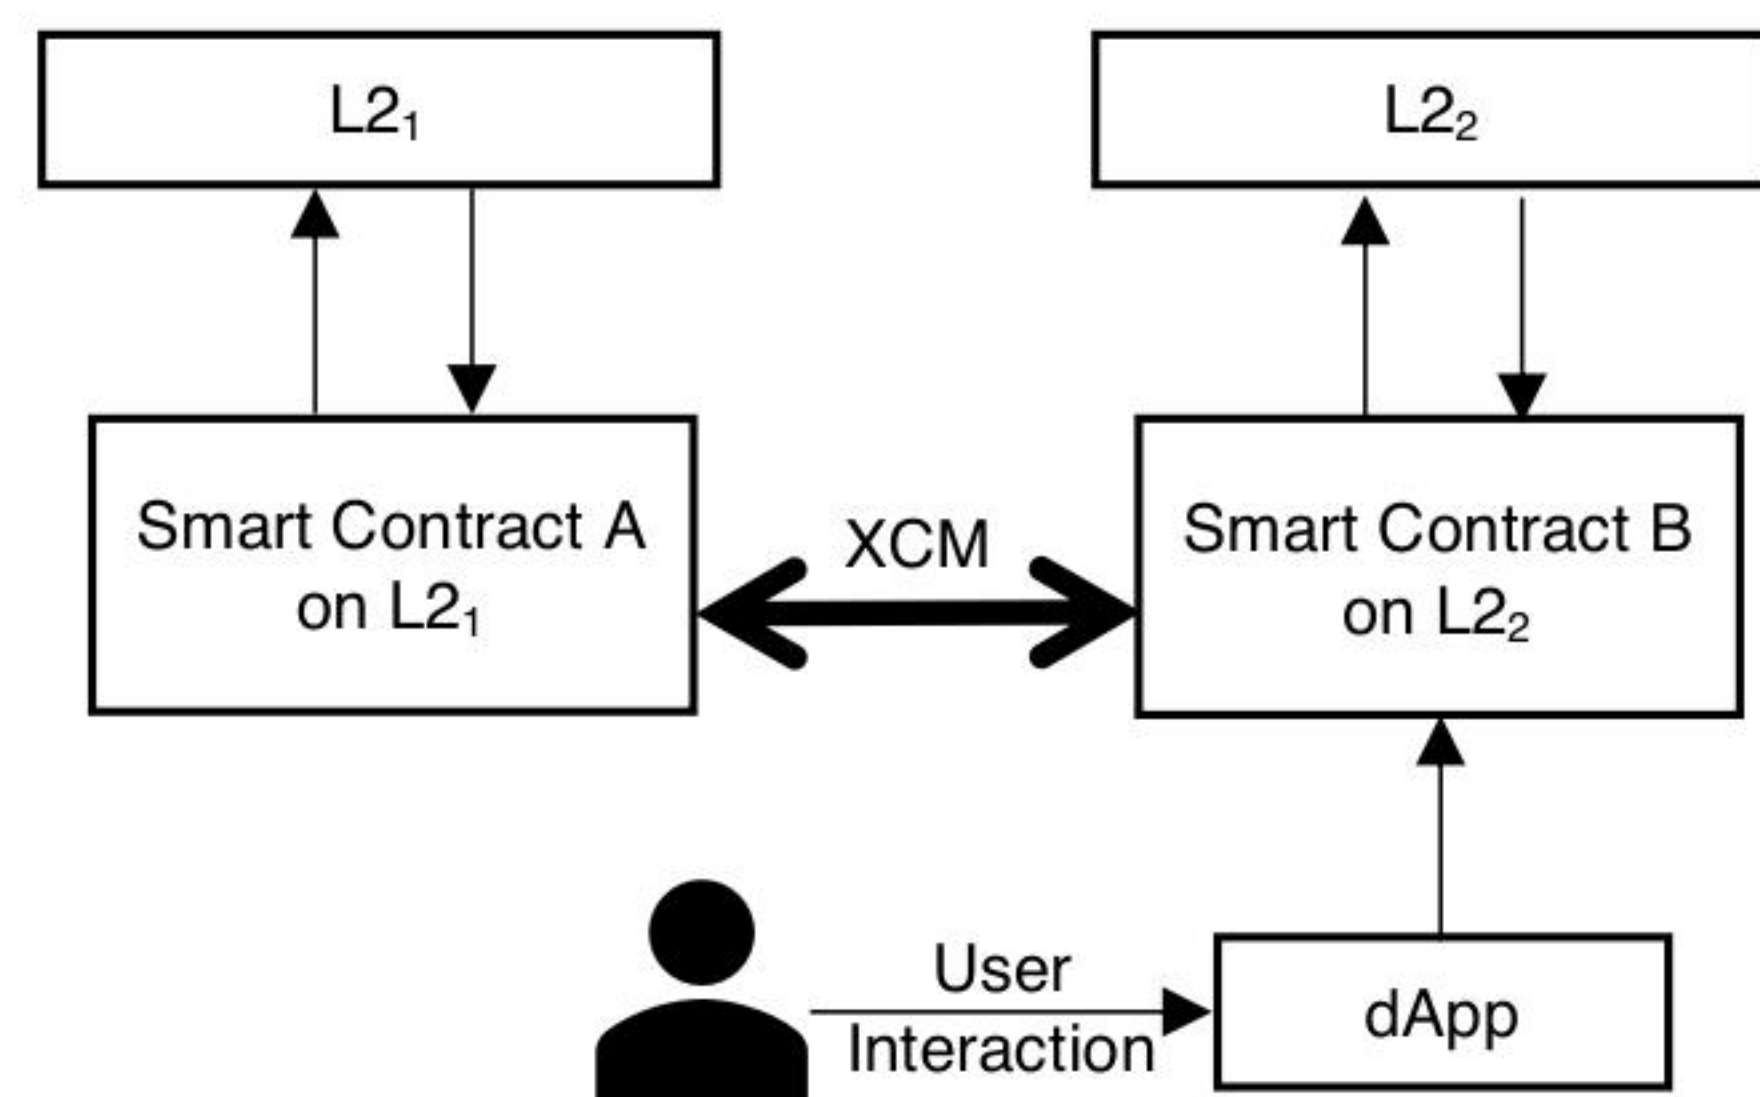 L2₁
L2₂
Smart Contract A
on L2₁
XCM
Smart Contract B
on L2₂
User
Interaction
dApp